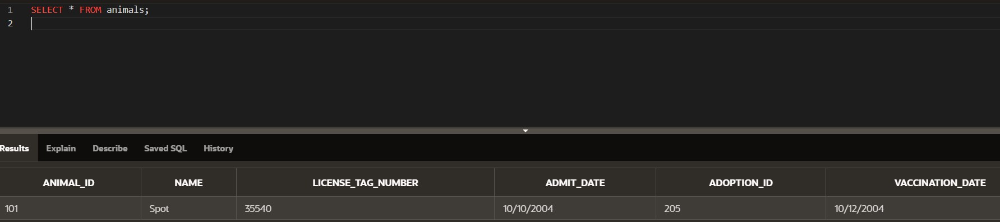 1 SELECT * FROM animals;
2
Results Explain Describe Saved SQL History
ANIMAL_ID NAME LICENSE_TAG_NUMBER ADMIT_DATE ADOPTION_ID VACCINATION_DATE
101 Spot 35540 10/10/2004 205 10/12/2004